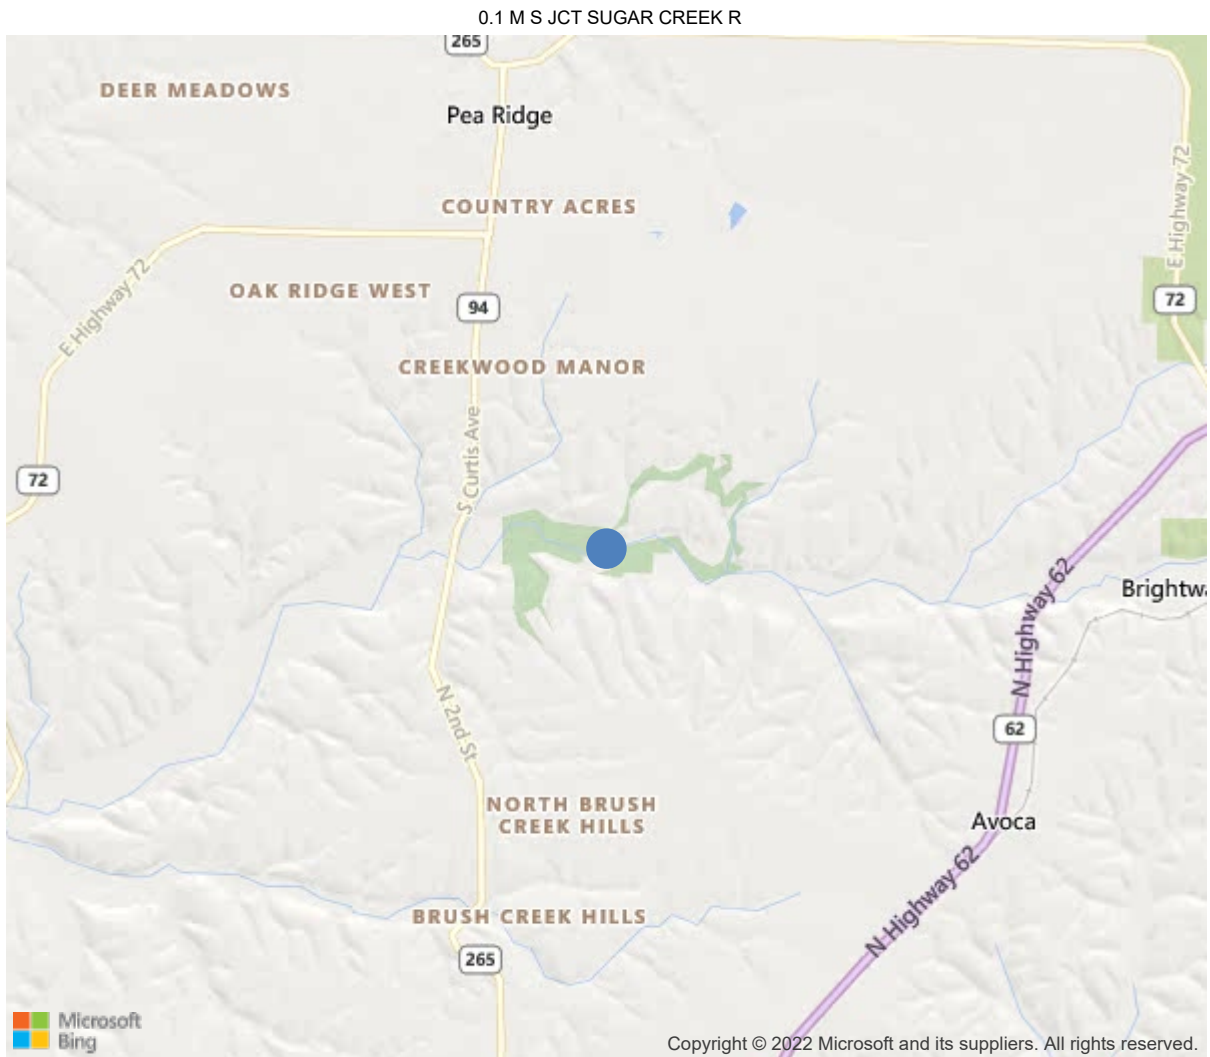 0.1 M S JCT SUGAR CREEK R
265
DEER MEADOWS
Pea Ridge
E Highway 72
COUNTRY ACRES
E Highway 72
OAK RIDGE WEST
94
72
CREEKWOOD MANOR
S Curtis Ave
72
N Highway 62
Brightwa
N 2nd St
62
NORTH BRUSH
CREEK HILLS
Avoca
N Highway 62
BRUSH CREEK HILLS
265
Microsoft
Bing
Copyright © 2022 Microsoft and its suppliers. All rights reserved.